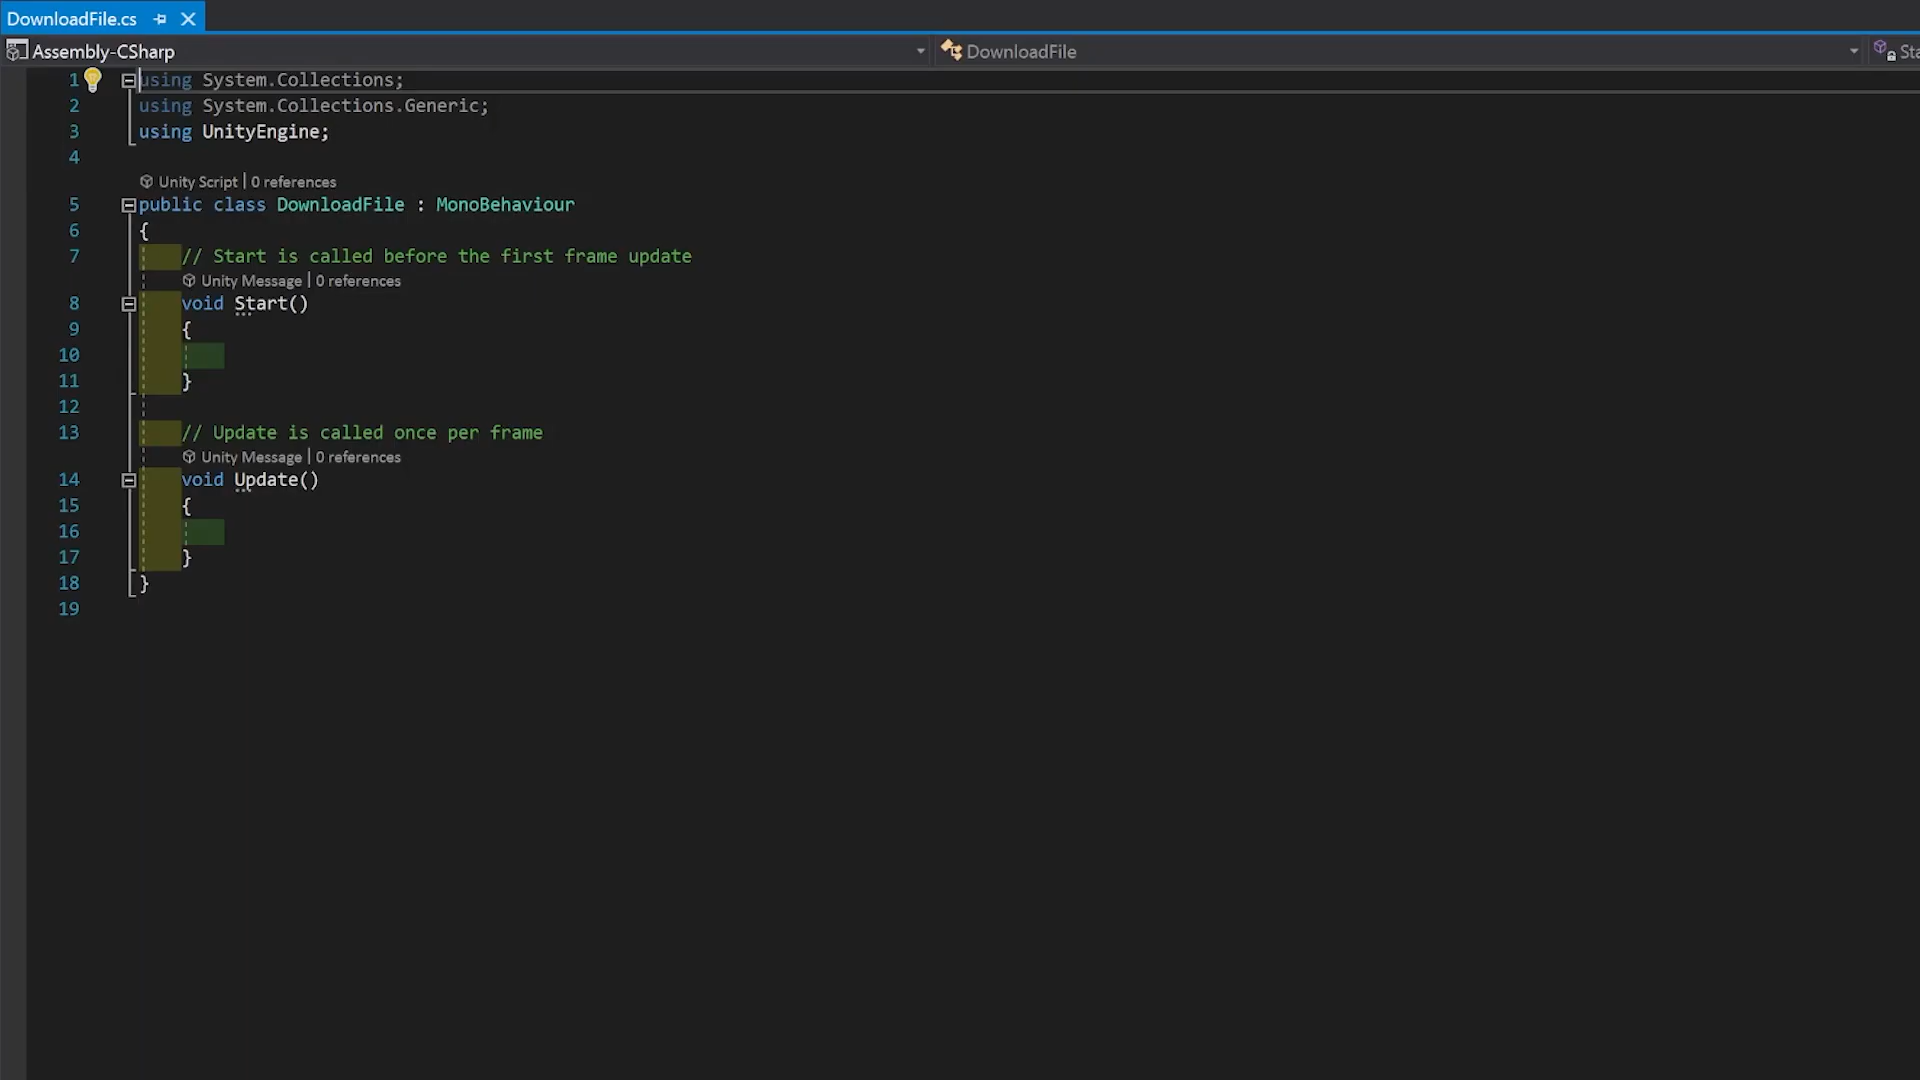 DownloadFile.cs
Assembly-CSharp
DownloadFile
Sta
1 using System.Collections;
2 using System.Collections.Generic;
3 using UnityEngine;
4
Unity Script | 0 references
5 public class DownloadFile : MonoBehaviour
6 {
7 // Start is called before the first frame update
Unity Message | 0 references
8 void Start()
9 {
10
11 }
12
13 // Update is called once per frame
Unity Message | 0 references
14 void Update()
15 {
16
17 }
18 }
19